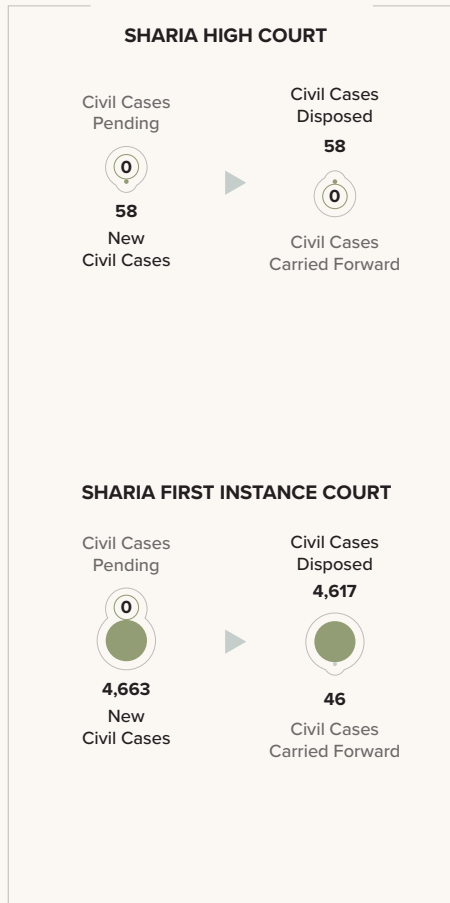 SHARIA HIGH COURT
Civil Cases
Pending
0
58
New
Civil Cases
Civil Cases
Disposed
58
0
Civil Cases
Carried Forward
SHARIA FIRST INSTANCE COURT
Civil Cases
Pending
0
4,663
New
Civil Cases
Civil Cases
Disposed
4,617
46
Civil Cases
Carried Forward